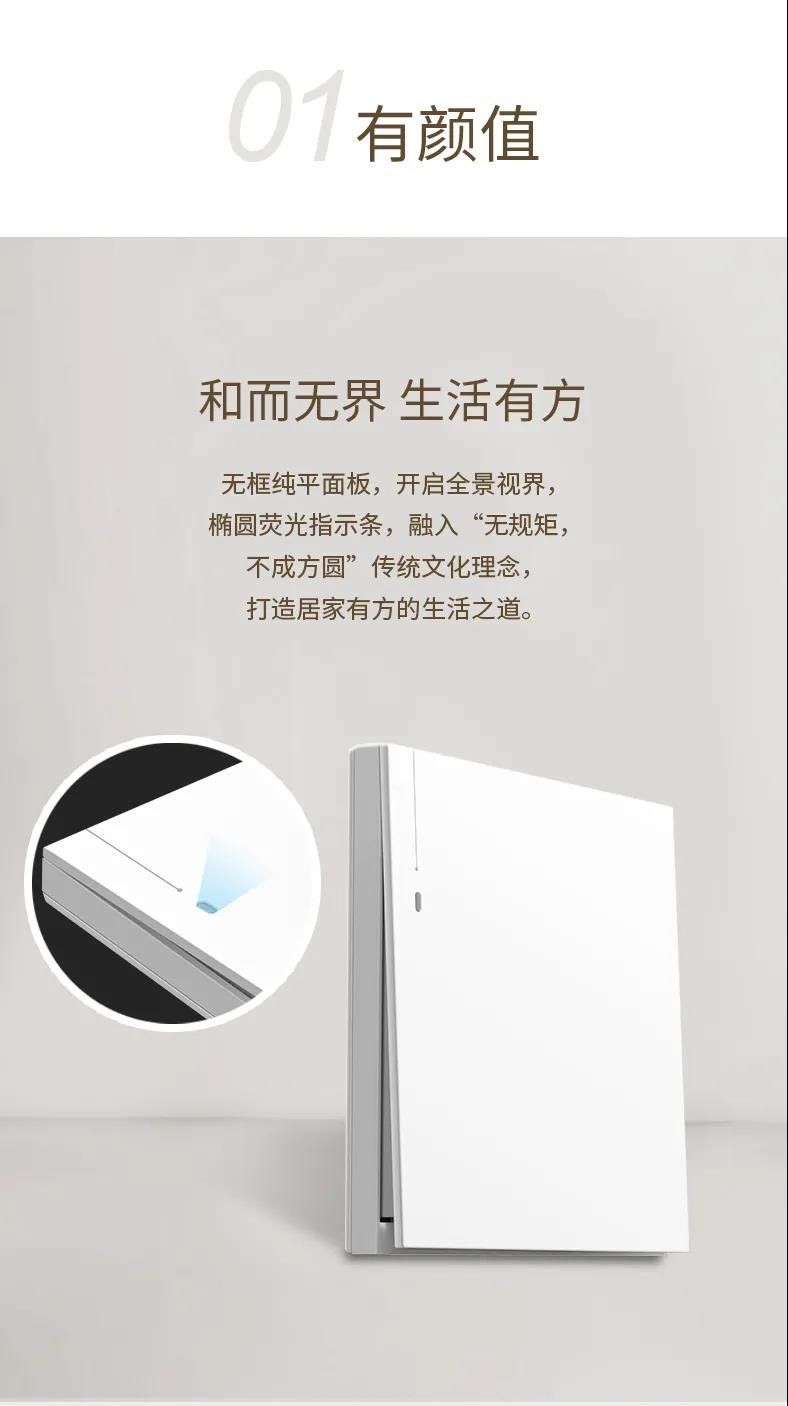 01有颜值
和而无界 生活有方
无框纯平面板，开启全景视界，
椭圆荧光指示条，融入“无规矩，
不成方圆”传统文化理念，
打造居家有方的生活之道。